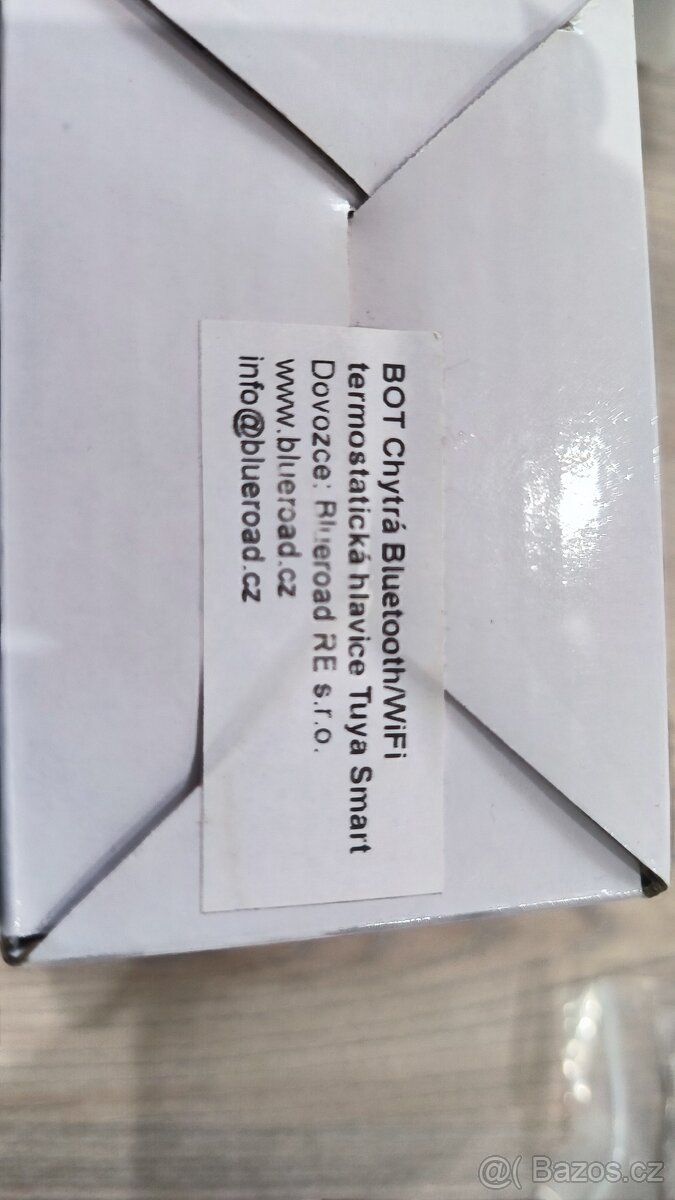 BOT Chytrá Bluetooth/WiFi
termostatická hlavice Tuya Smart
Dovozce: Blueroad RE s.r.o.
www.blueroad.cz
info@blueroad.cz
@( Bazos.cz